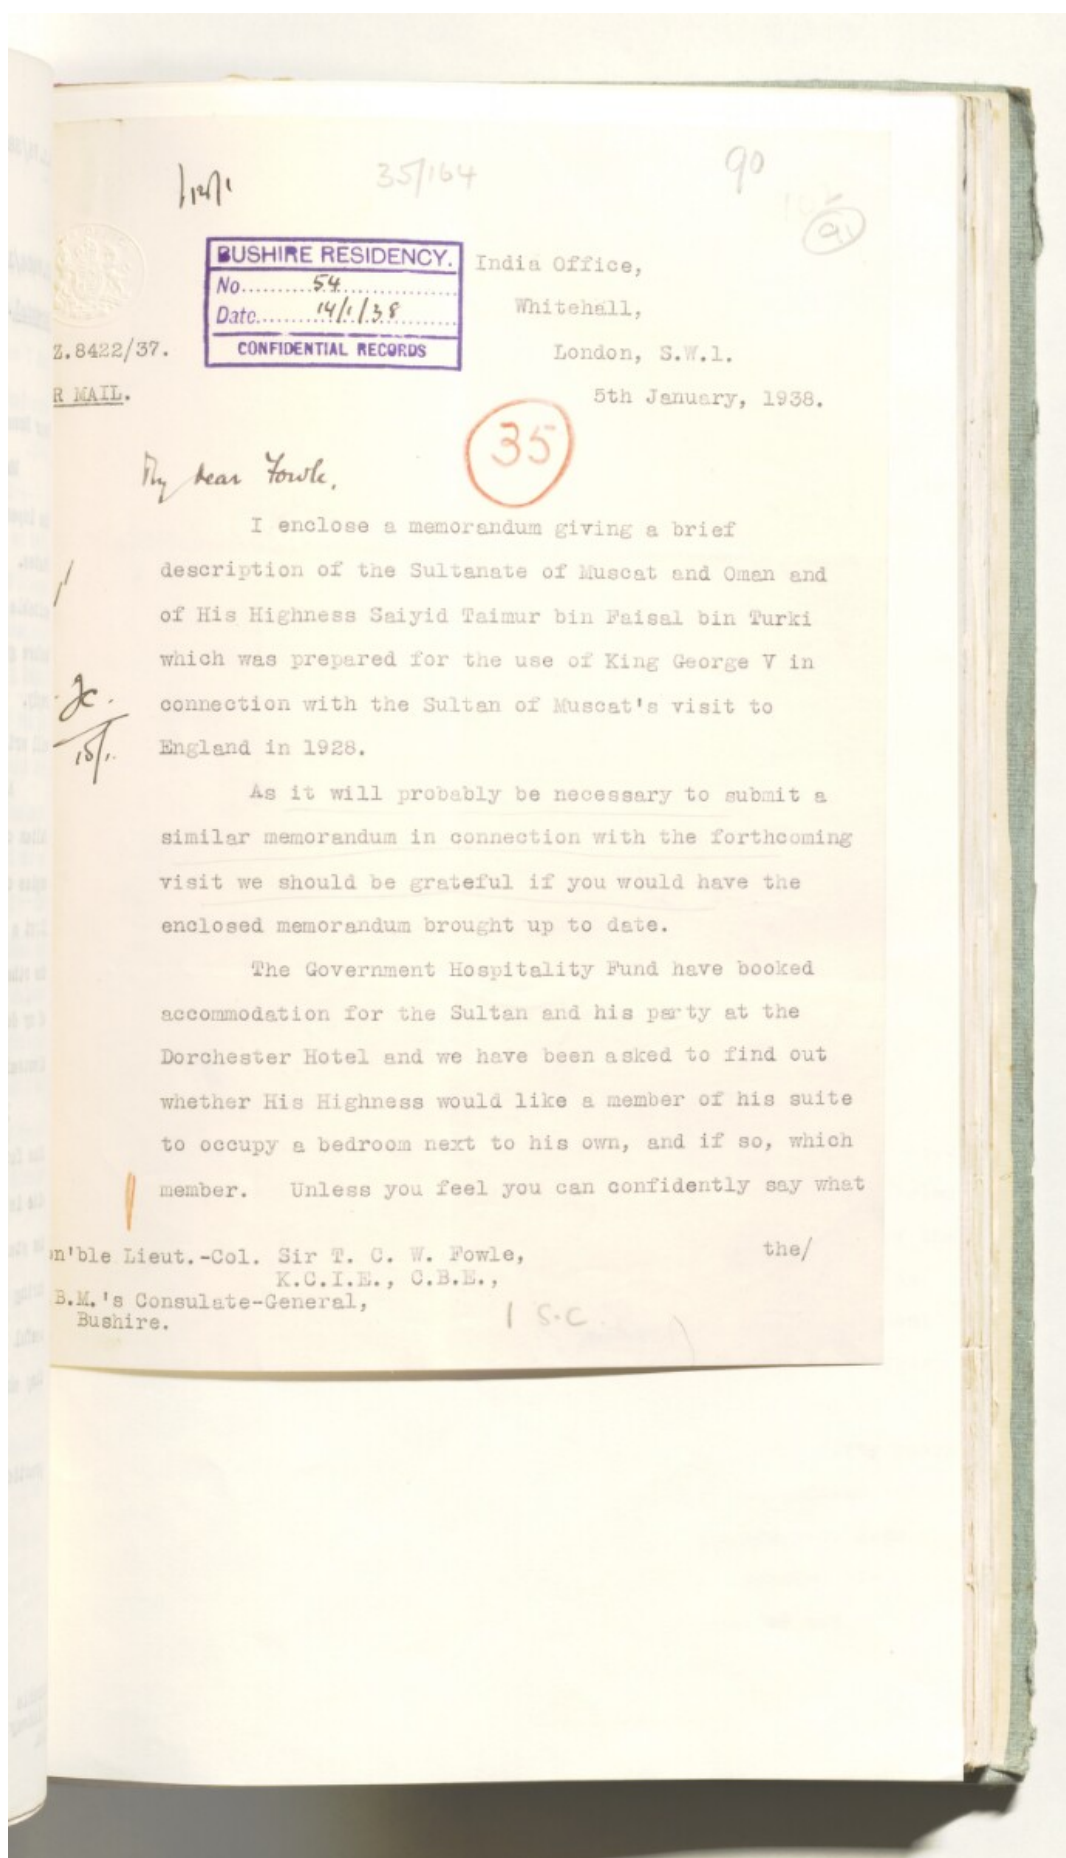 35/164
90
BUSHIRE RESIDENCY.
No. 54
Date. 14/1/38
CONFIDENTIAL RECORDS
India Office,
Whitehall,
London, S.W.1.
Z.8422/37.
R MAIL.
5th January, 1938.
35
My dear Fowle,
I enclose a memorandum giving a brief
description of the Sultanate of Muscat and Oman and
of His Highness Saiyid Taimur bin Faisal bin Turki
which was prepared for the use of King George V in
connection with the Sultan of Muscat's visit to
England in 1928.
As it will probably be necessary to submit a
similar memorandum in connection with the forthcoming
visit we should be grateful if you would have the
enclosed memorandum brought up to date.
The Government Hospitality Fund have booked
accommodation for the Sultan and his party at the
Dorchester Hotel and we have been asked to find out
whether His Highness would like a member of his suite
to occupy a bedroom next to his own, and if so, which
member. Unless you feel you can confidently say what
the/
on'ble Lieut.-Col. Sir T. C. W. Fowle,
K.C.I.E., C.B.E.,
B.M.'s Consulate-General,
Bushire.
S.C.